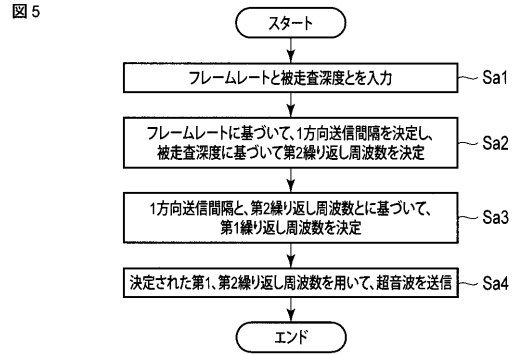 図5
スタート
フレームレートと被走査深度とを入力
Sa1
フレームレートに基づいて、1方向送信間隔を決定し、
被走査深度に基づいて第2繰り返し周波数を決定
Sa2
1方向送信間隔と、第2繰り返し周波数とに基づいて、
第1繰り返し周波数を決定
Sa3
決定された第1、第2繰り返し周波数を用いて、超音波を送信
Sa4
エンド